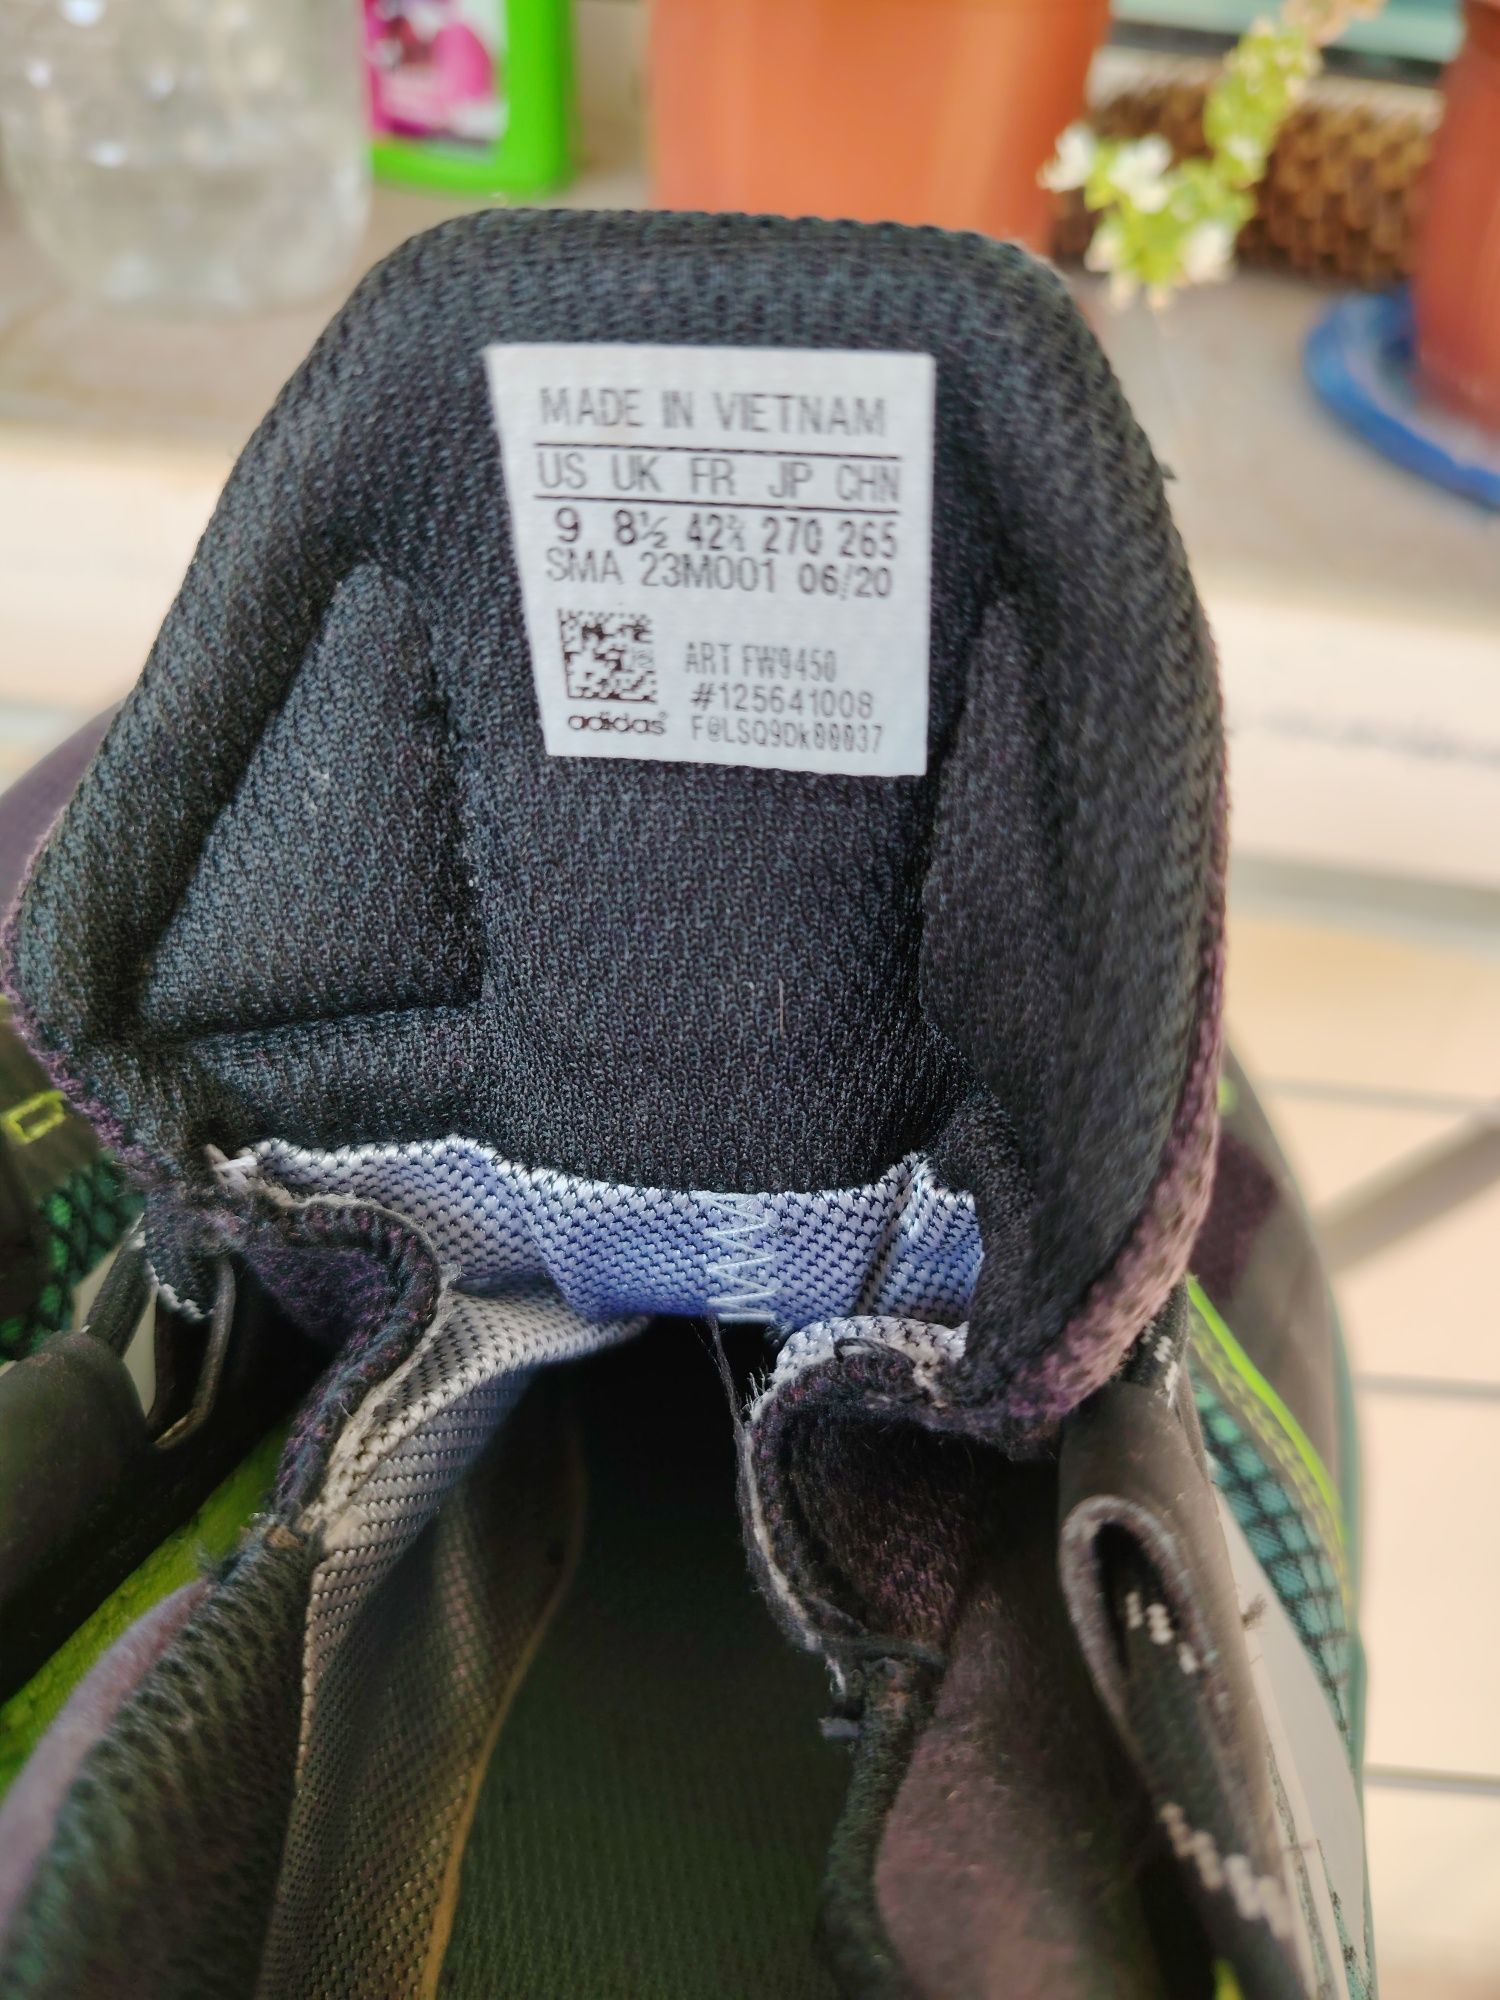 MADE IN VIETNAM
US UK FR JP CHN
9 8½ 42⅔ 270 265
SMA 23M001 06/20
ART FW9450
#125641008
adidas
F@LSQ9Dk00037